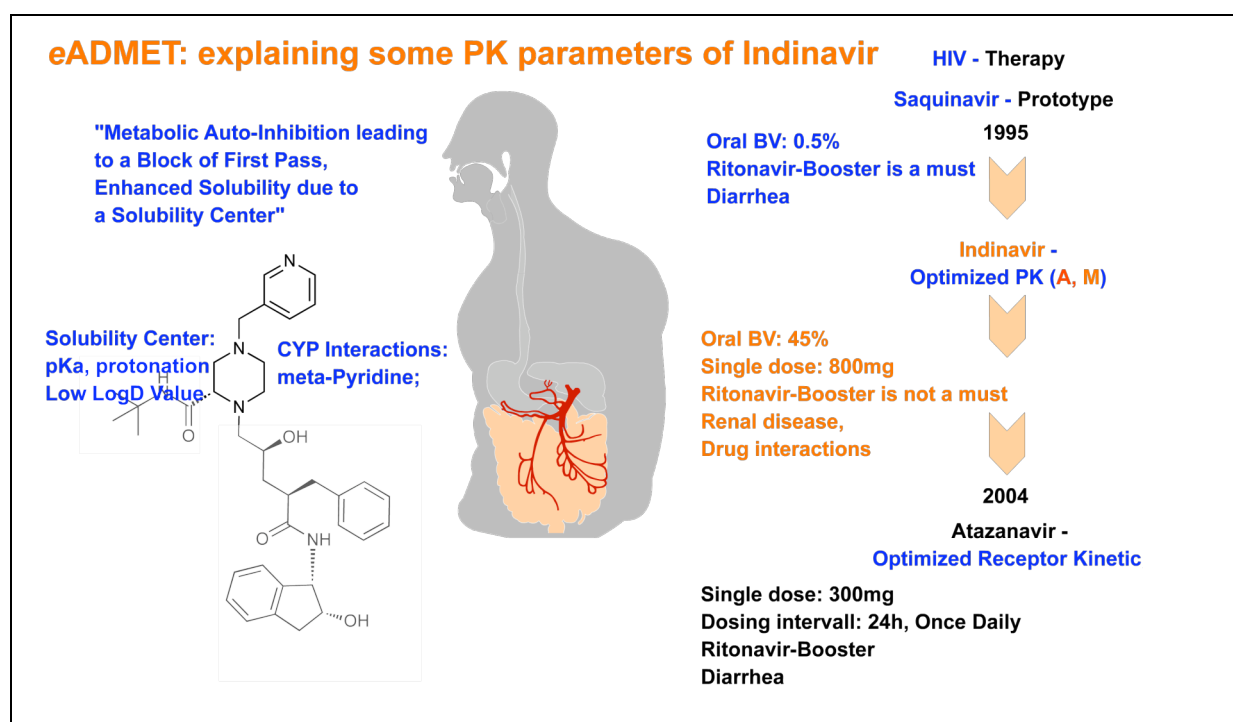 eADMET: explaining some PK parameters of Indinavir
"Metabolic Auto-Inhibition leading
to a Block of First Pass,
Enhanced Solubility due to
a Solubility Center"
Solubility Center:
pKa, protonation
Low LogD Value
CYP Interactions:
meta-Pyridine;
N
N
H
N
O
N
OH
O
NH
OH
HIV - Therapy
Saquinavir - Prototype
1995
Oral BV: 0.5%
Ritonavir-Booster is a must
Diarrhea
Indinavir -
Optimized PK (A, M)
Oral BV: 45%
Single dose: 800mg
Ritonavir-Booster is not a must
Renal disease,
Drug interactions
2004
Atazanavir -
Optimized Receptor Kinetic
Single dose: 300mg
Dosing intervall: 24h, Once Daily
Ritonavir-Booster
Diarrhea